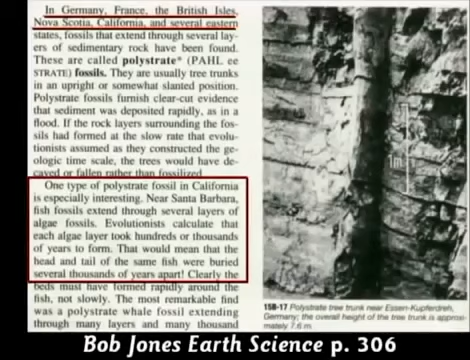 In Germany, France, the British Isles,
Nova Scotia, California, and several eastern
states, fossils that extend through several lay-
ers of sedimentary rock have been found.
These are called polystrate* (PAHL ee
STRATE) fossils. They are usually tree trunks
in an upright or somewhat slanted position.
Polystrate fossils furnish clear-cut evidence
that sediment was deposited rapidly, as in a
flood. If the rock layers surrounding the fos-
sils had formed at the slow rate that evolu-
tionists assumed as they constructed the ge-
ologic time scale, the trees would have de-
cayed or fallen rather than fossilized.
One type of polystrate fossil in California
is especially interesting. Near Santa Barbara,
fish fossils extend through several layers of
algae fossils. Evolutionists calculate that
each algae layer took hundreds or thousands
of years to form. That would mean that the
head and tail of the same fish were buried
several thousands of years apart! Clearly the
beds must have formed rapidly around the
fish, not slowly. The most remarkable find
was a polystrate whale fossil extending
through many layers and many thousand
1m
15B-17 Polystrate tree trunk near Essen-Kupferdreh,
Germany; the overall height of the tree trunk is approxi-
mately 7.6 m.
Bob Jones Earth Science p. 306